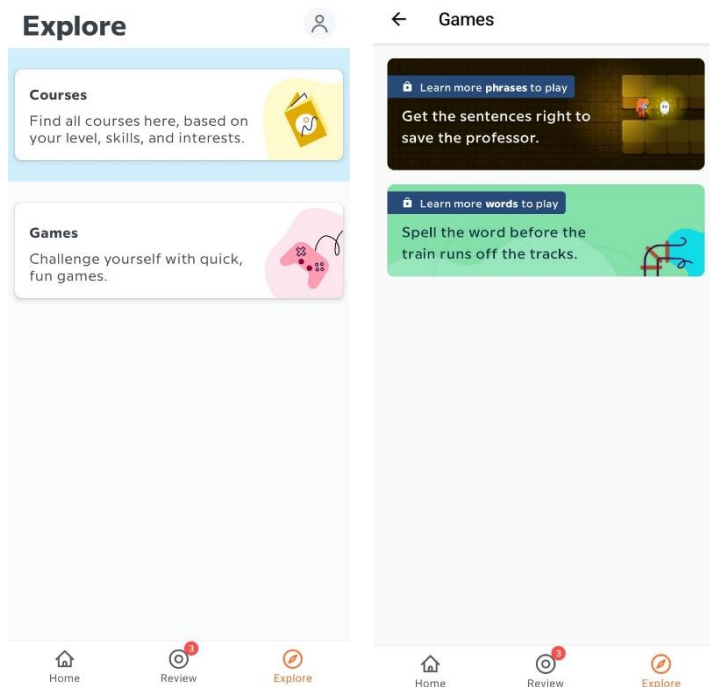 Explore
Courses
Find all courses here, based on
your level, skills, and interests.
Games
Challenge yourself with quick,
fun games.
3
Home
Review
Explore
Games
Learn more phrases to play
Get the sentences right to
save the professor.
Learn more words to play
Spell the word before the
train runs off the tracks.
3
Home
Review
Explore